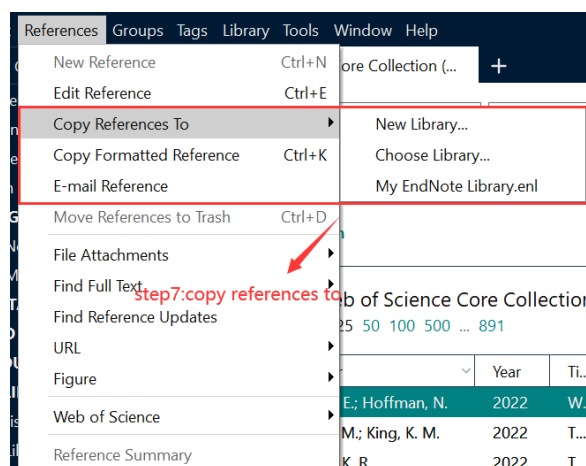 References Groups Tags Library Tools Window Help
New Reference Ctrl+N ore Collection (... +
Edit Reference Ctrl+E
Copy References To New Library...
Copy Formatted Reference Ctrl+K Choose Library...
E-mail Reference My EndNote Library.enl
Move References to Trash Ctrl+D
File Attachments
Find Full Text
step7:copy references to
eb of Science Core Collection
Find Reference Updates 25 50 100 500 ... 891
URL
Figure Year Ti...
E.; Hoffman, N. 2022 W.
Web of Science M.; King, K. M. 2022 T...
Reference Summary K. R. 2022 T